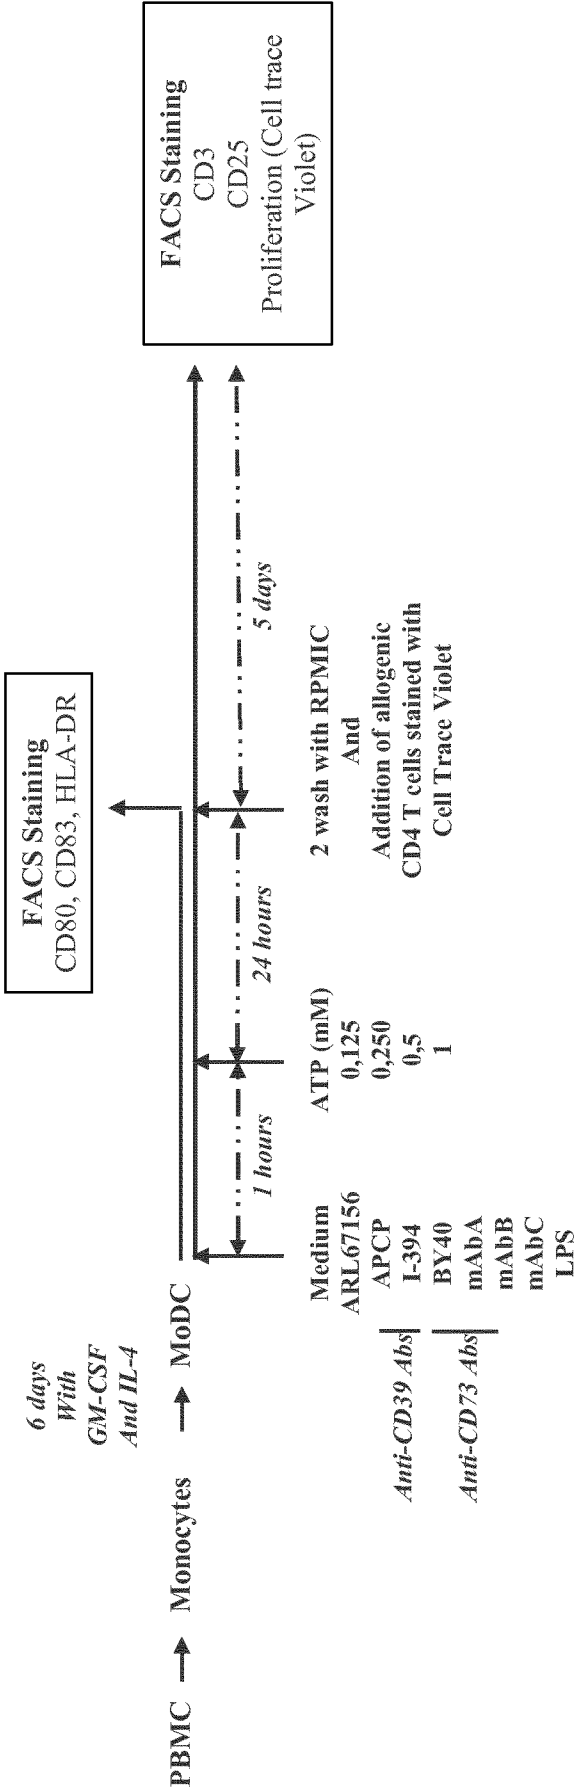 PBMC
Monocytes
MoDC
6 days
With
GM-CSF
And IL-4
Anti-CD39 Abs
Anti-CD73 Abs
Medium
ARL67156
APCP
I-394
BY40
mAbA
mAbB
mAbC
LPS
1 hours
ATP (mM)
0,125
0,250
0,5
1
24 hours
FACS Staining
CD80, CD83, HLA-DR
2 wash with RPMIC
And
Addition of allogenic
CD4 T cells stained with
Cell Trace Violet
5 days
FACS Staining
CD3
CD25
Proliferation (Cell trace
Violet)